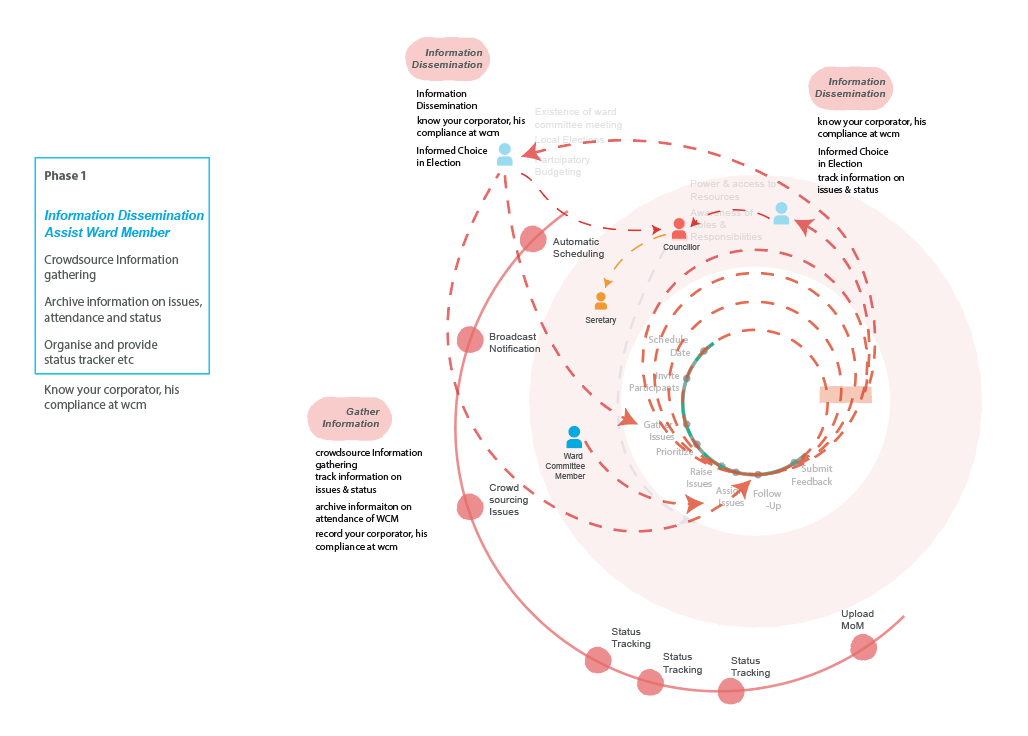 Phase 1
Information Dissemination
Assist Ward Member
Crowdsource Information
gathering
Archive information on issues,
attendance and status
Organise and provide
status tracker etc
Know your corporator, his
compliance at wcm
Information
Dissemination
Information
Dissemination
know your corporator, his
compliance at wcm
Informed Choice
in Election
Existence of ward
committee meeting
Local Elections
Partcipatory
Budgeting
Information
Dissemination
know your corporator, his
compliance at wcm
Informed Choice
in Election
track information on
issues & status
Power & access to
Resources
Awareness of
Roles &
Responsibilities
Councillor
Seretary
Automatic
Scheduling
Broadcast
Notification
Crowd
sourcing
Issues
Gather
Information
crowdsource Information
gathering
track information on
issues & status
archive informaiton on
attendance of WCM
record your corporator, his
compliance at wcm
Ward
Committee
Member
Schedule
Date
Invite
Participants
Gather
Issues
Prioritize
Raise
Issues
Assign
Issues
Follow
-Up
Submit
Feedback
Status
Tracking
Status
Tracking
Status
Tracking
Upload
MoM